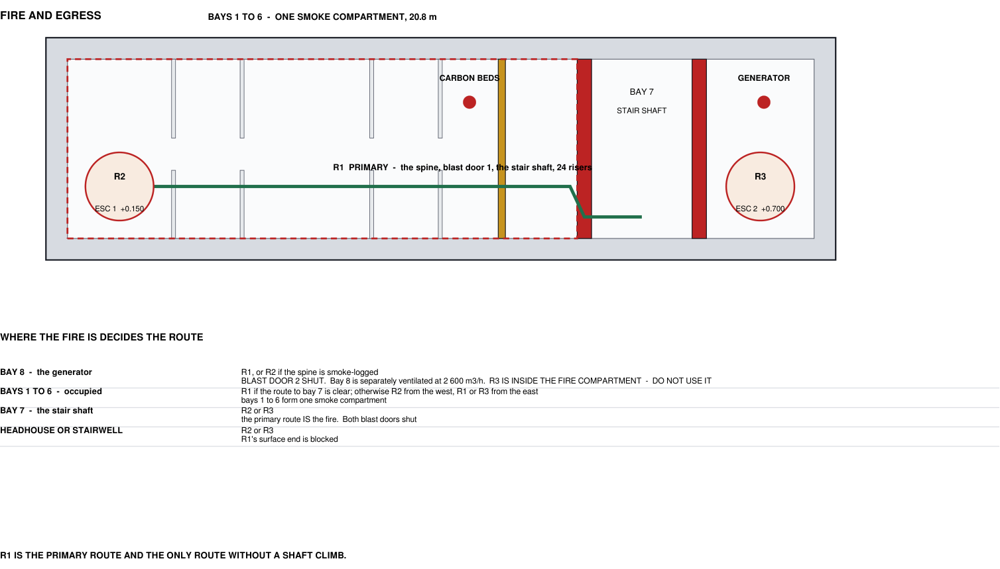 FIRE AND EGRESS
BAYS 1 TO 6 - ONE SMOKE COMPARTMENT, 20.8 m
CARBON BEDS
GENERATOR
BAY 7
STAIR SHAFT
R1 PRIMARY - the spine, blast door 1, the stair shaft, 24 risers
R2
R3
ESC 1 +0.150
ESC 2 +0.700
WHERE THE FIRE IS DECIDES THE ROUTE
BAY 8 - the generator
R1, or R2 if the spine is smoke-logged
BLAST DOOR 2 SHUT. Bay 8 is separately ventilated at 2 600 m3/h. R3 IS INSIDE THE FIRE COMPARTMENT - DO NOT USE IT
BAYS 1 TO 6 - occupied
R1 if the route to bay 7 is clear; otherwise R2 from the west, R1 or R3 from the east
bays 1 to 6 form one smoke compartment
BAY 7 - the stair shaft
R2 or R3
the primary route IS the fire. Both blast doors shut
HEADHOUSE OR STAIRWELL
R2 or R3
R1's surface end is blocked
R1 IS THE PRIMARY ROUTE AND THE ONLY ROUTE WITHOUT A SHAFT CLIMB.